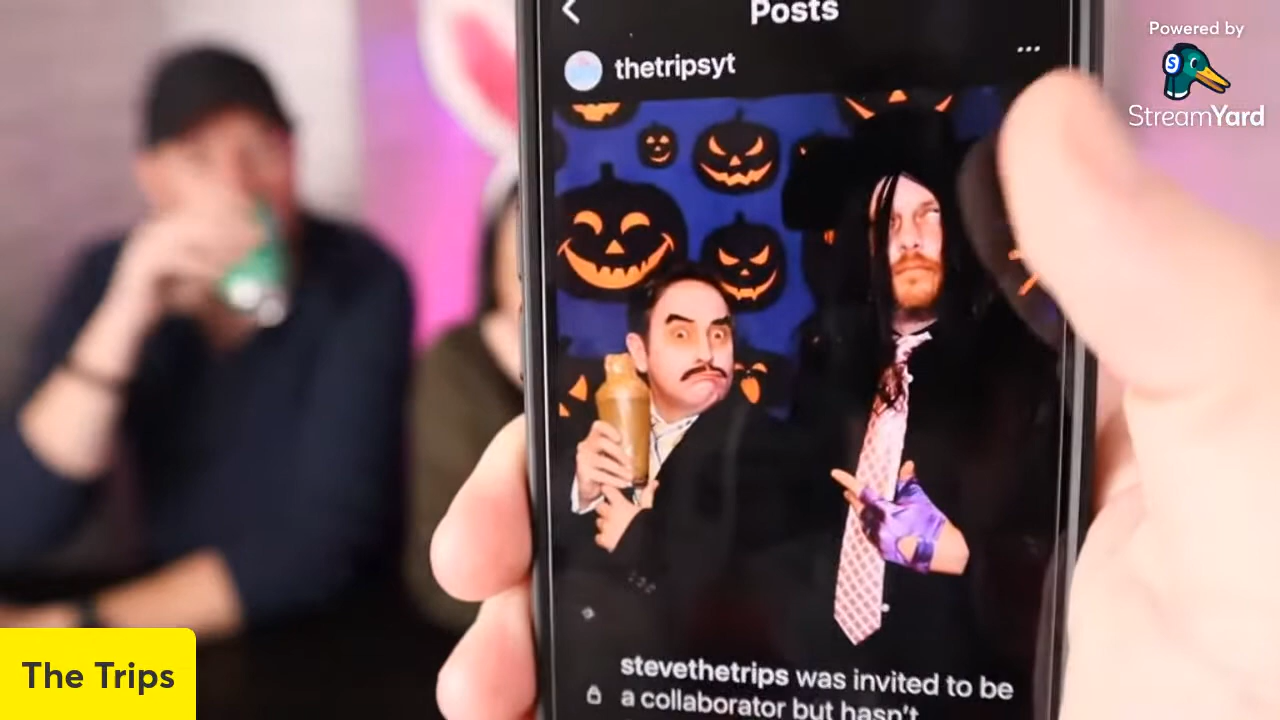 Posts
thetripsyt
Powered by
StreamYard
stevethetrips was invited to be
a collaborator but hasn't
The Trips